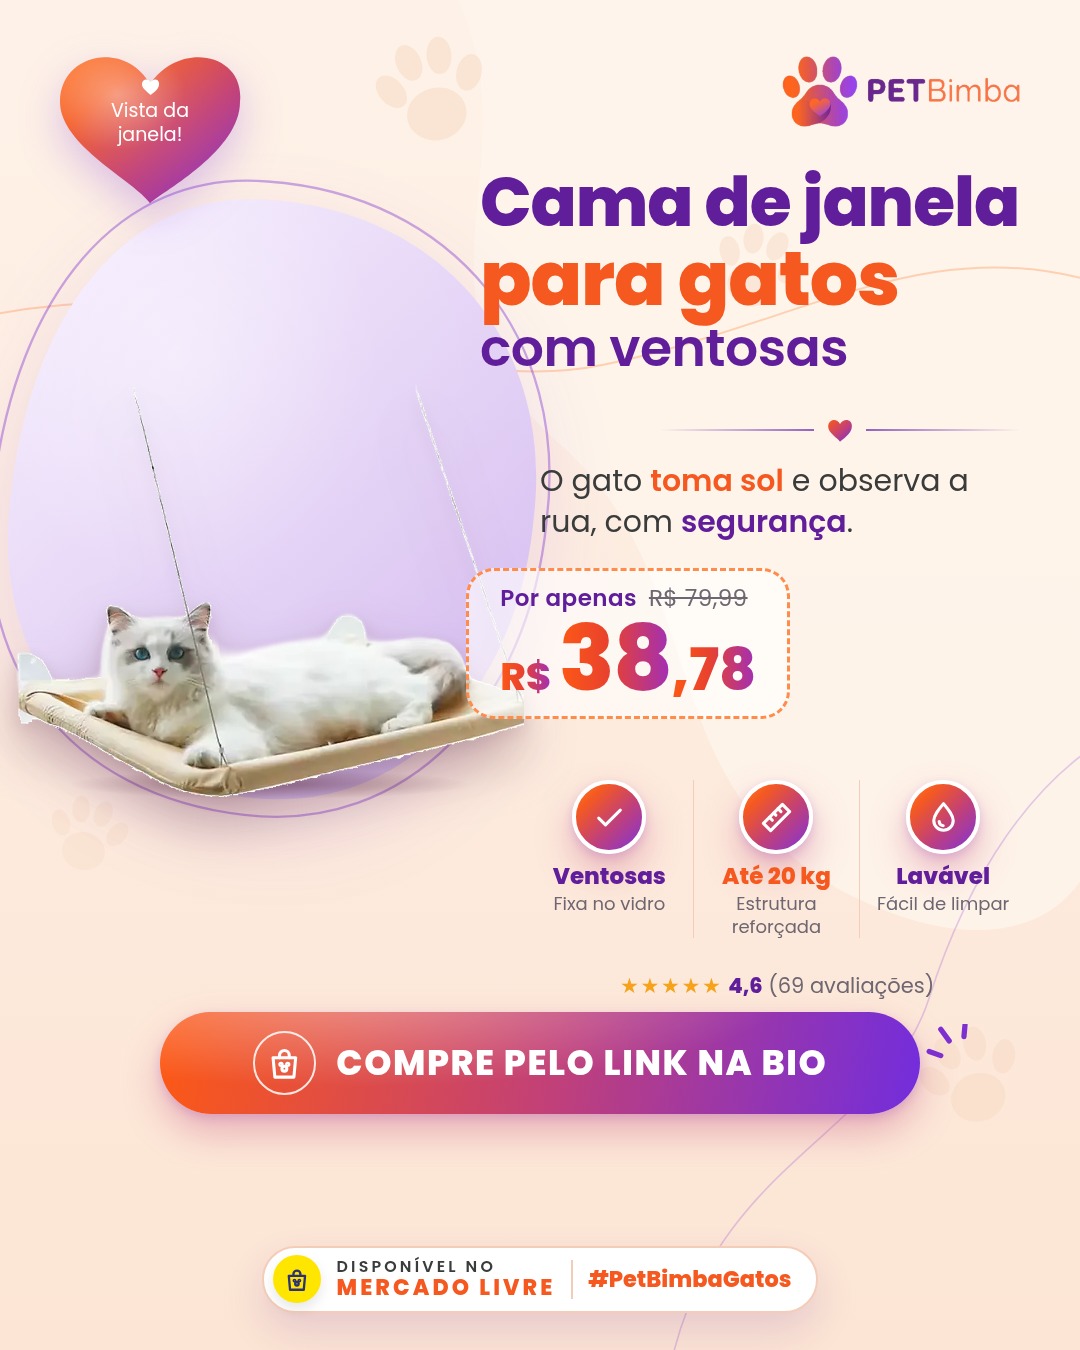 Vista da
janela!
PETBimba
Cama de janela
para gatos
com ventosas
O gato toma sol e observa a
rua, com segurança.
Por apenas R$ 79,99
R$ 38,78
Ventosas
Fixa no vidro
Até 20 kg
Estrutura
reforçada
Lavável
Fácil de limpar
★★★★★ 4,6 (69 avaliações)
COMPRE PELO LINK NA BIO
DISPONÍVEL NO
MERCADO LIVRE
#PetBimbaGatos